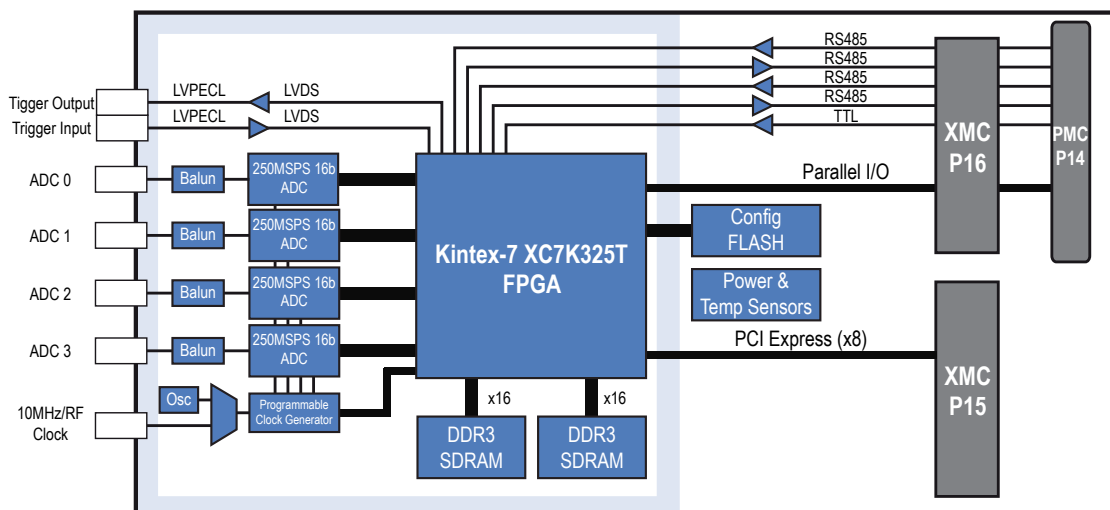 RS485
RS485
RS485
RS485
TTL
LVPECL
LVDS
Tigger Output
LVPECL
LVDS
Trigger Input
XMC
P16
PMC
P14
ADC 0
Balun
250MSPS 16b
ADC
Parallel I/O
ADC 1
Balun
250MSPS 16b
ADC
Kintex-7 XC7K325T
FPGA
Config
FLASH
ADC 2
Balun
250MSPS 16b
ADC
Power &
Temp Sensors
ADC 3
Balun
250MSPS 16b
ADC
PCI Express (x8)
XMC
P15
Osc
10MHz/RF
Clock
Programmable
Clock Generator
x16
x16
DDR3
SDRAM
DDR3
SDRAM